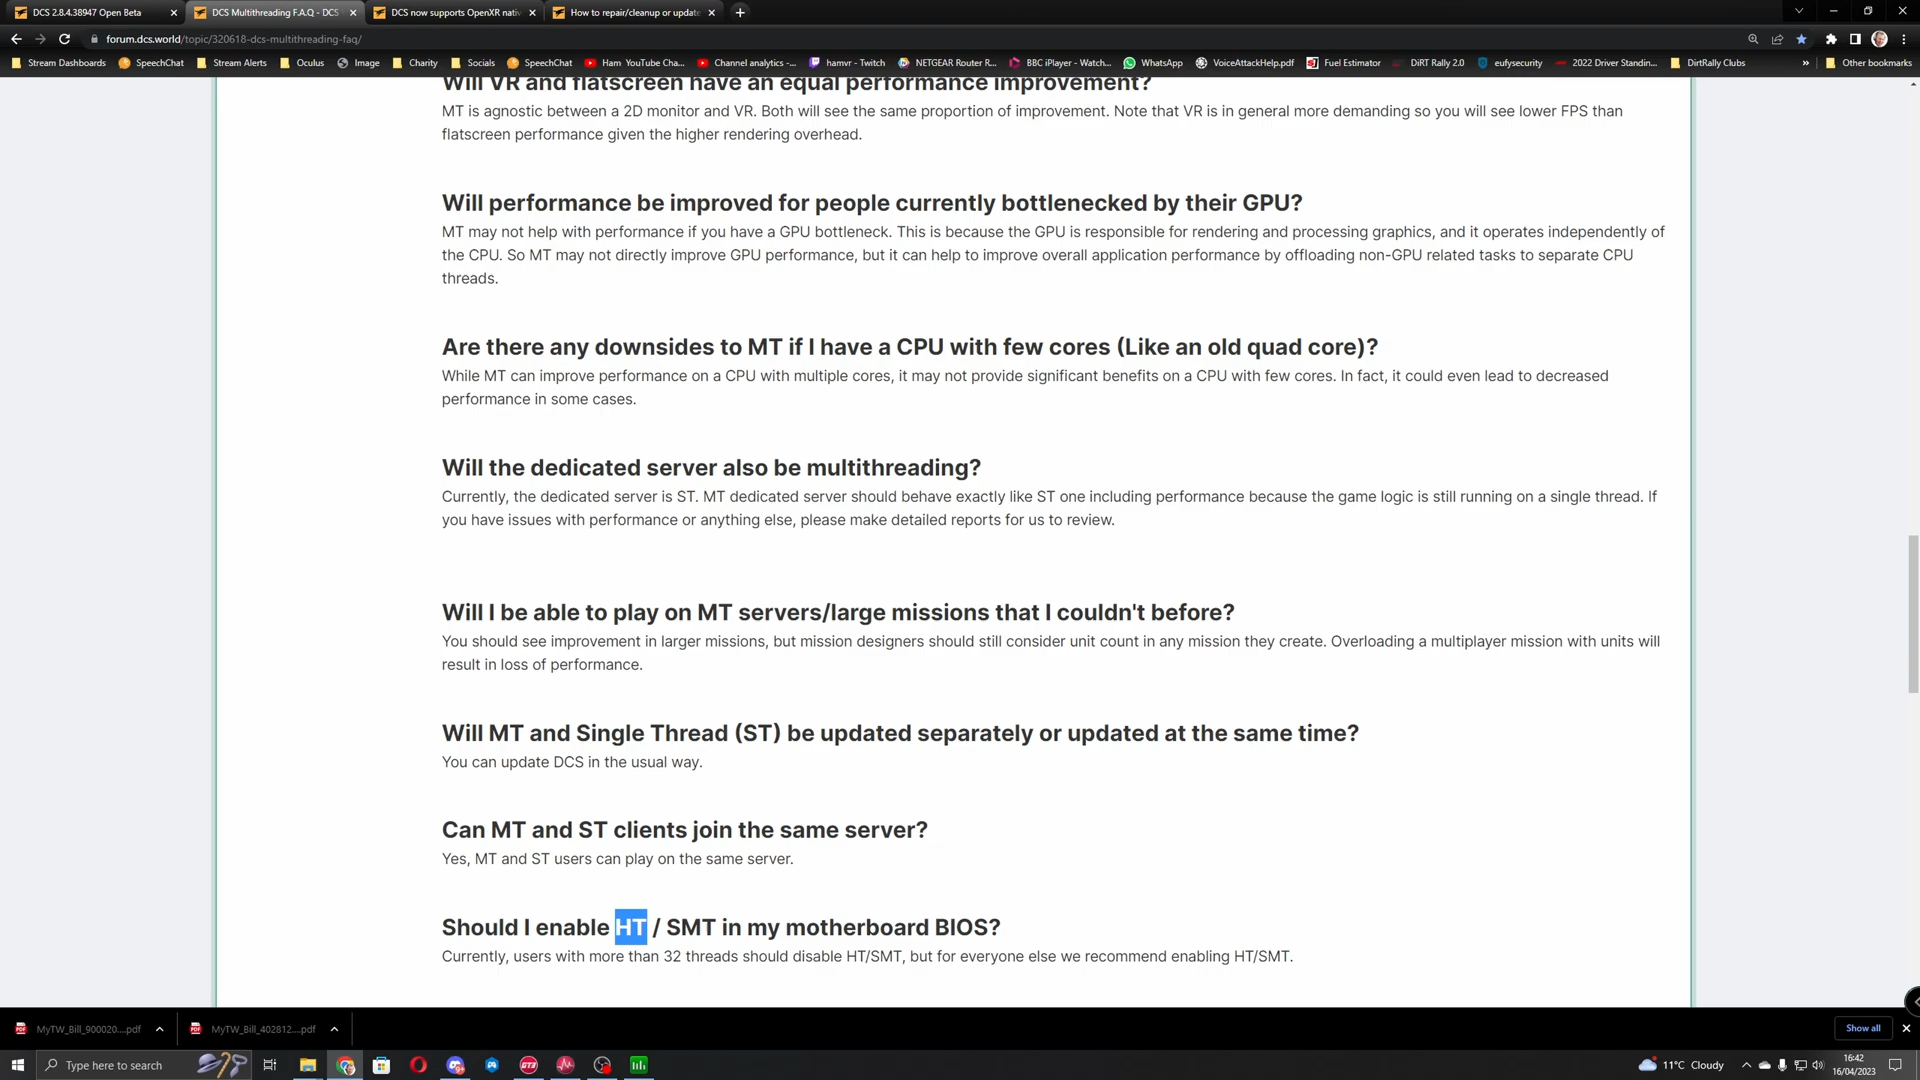 DCS 2.8.4.38947 Open Beta
DCS Multithreading F.A.Q - DCS
DCS now supports OpenXR nati
How to repair/cleanup or update
forum.dcs.world/topic/320618-dcs-multithreading-faq/
Stream Dashboards
SpeechChat
Stream Alerts
Oculus
Image
Charity
Socials
SpeechChat
Ham YouTube Cha...
Channel analytics -...
hamvr - Twitch
NETGEAR Router R...
BBC iPlayer - Watch...
WhatsApp
VoiceAttackHelp.pdf
Fuel Estimator
DiRT Rally 2.0
eufysecurity
2022 Driver Standin...
DirtRally Clubs
»
Other bookmarks
Will VR and flatscreen have an equal performance improvement?
MT is agnostic between a 2D monitor and VR. Both will see the same proportion of improvement. Note that VR is in general more demanding so you will see lower FPS than
flatscreen performance given the higher rendering overhead.
Will performance be improved for people currently bottlenecked by their GPU?
MT may not help with performance if you have a GPU bottleneck. This is because the GPU is responsible for rendering and processing graphics, and it operates independently of
the CPU. So MT may not directly improve GPU performance, but it can help to improve overall application performance by offloading non-GPU related tasks to separate CPU
threads.
Are there any downsides to MT if I have a CPU with few cores (Like an old quad core)?
While MT can improve performance on a CPU with multiple cores, it may not provide significant benefits on a CPU with few cores. In fact, it could even lead to decreased
performance in some cases.
Will the dedicated server also be multithreading?
Currently, the dedicated server is ST. MT dedicated server should behave exactly like ST one including performance because the game logic is still running on a single thread. If
you have issues with performance or anything else, please make detailed reports for us to review.
Will I be able to play on MT servers/large missions that I couldn't before?
You should see improvement in larger missions, but mission designers should still consider unit count in any mission they create. Overloading a multiplayer mission with units will
result in loss of performance.
Will MT and Single Thread (ST) be updated separately or updated at the same time?
You can update DCS in the usual way.
Can MT and ST clients join the same server?
Yes, MT and ST users can play on the same server.
Should I enable HT / SMT in my motherboard BIOS?
Currently, users with more than 32 threads should disable HT/SMT, but for everyone else we recommend enabling HT/SMT.
MyTW_Bill_900020....pdf
MyTW_Bill_402812....pdf
Show all
Type here to search
11°C Cloudy
16:42
16/04/2023